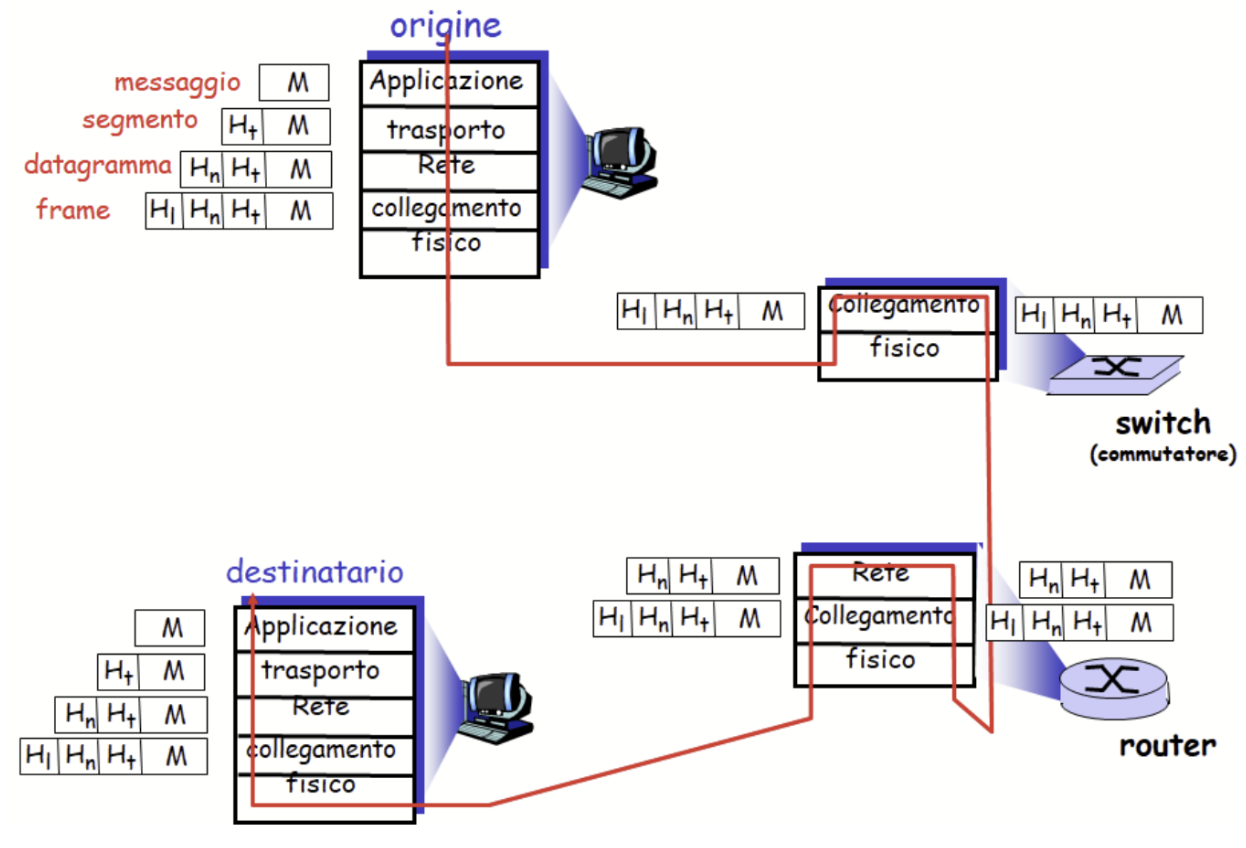 origine
messaggio M Applicazione
segmento Ht M trasporto
datagramma Hn Ht M Rete
frame Hl Hn Ht M collegamento
fisico
Hl Hn Ht M Collegamento Hl Hn Ht M
fisico
switch
(commutatore)
destinatario
Hn Ht M Rete Hn Ht M
Hl Hn Ht M Collegamento Hl Hn Ht M
fisico
router
M Applicazione
Ht M trasporto
Hn Ht M Rete
Hl Hn Ht M collegamento
fisico